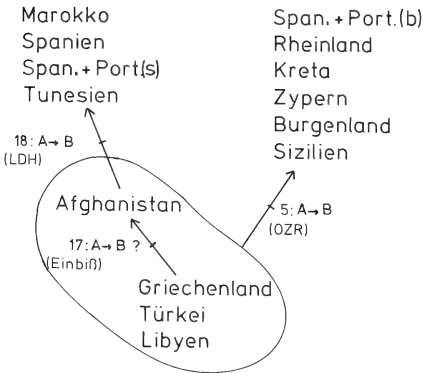 Marokko
Spanien
Span. + Port.(s)
Tunesien
Span. + Port.(b)
Rheinland
Kreta
Zypern
Burgenland
Sizilien
18: A→ B
(LDH)
5: A→ B
(OZR)
Afghanistan
17: A→ B ?
(Einbiß)
Griechenland
Türkei
Libyen